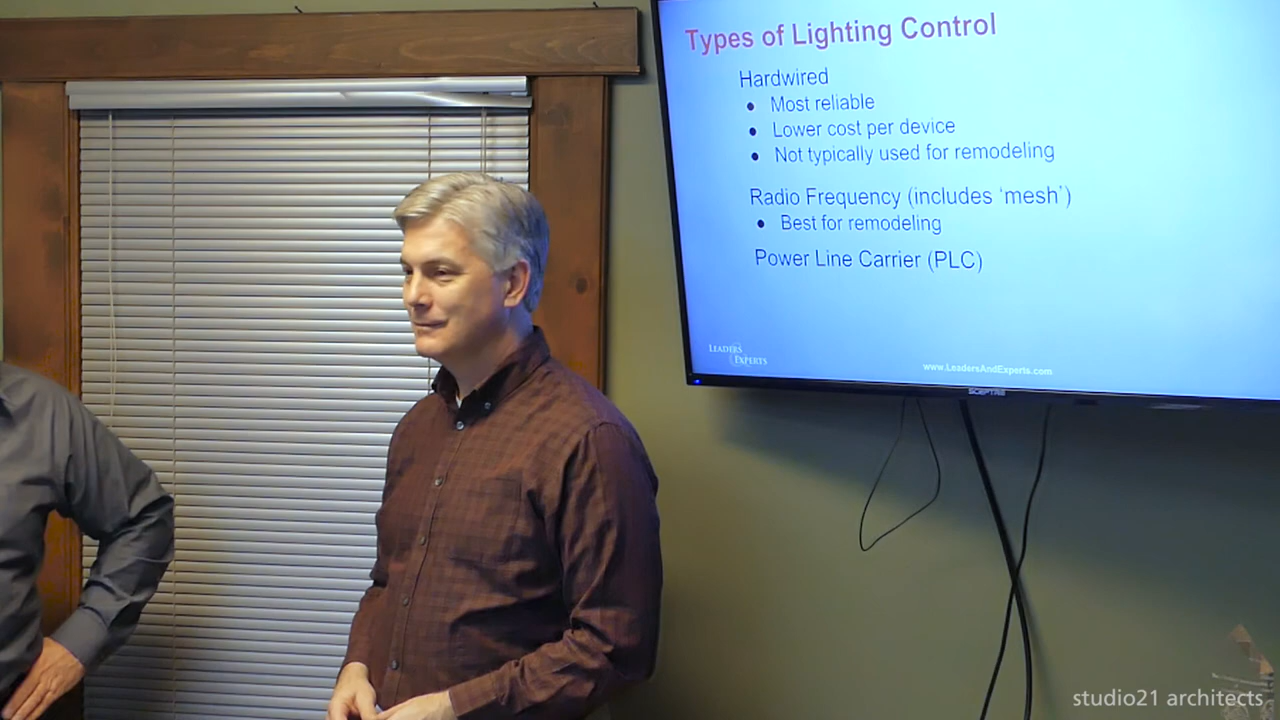 Types of Lighting Control
Hardwired
• Most reliable
• Lower cost per device
• Not typically used for remodeling
Radio Frequency (includes ‘mesh’)
• Best for remodeling
Power Line Carrier (PLC)
LEADERS
EXPERTS
www.LeadersAndExperts.com
SCEPTRE
studio21 architects